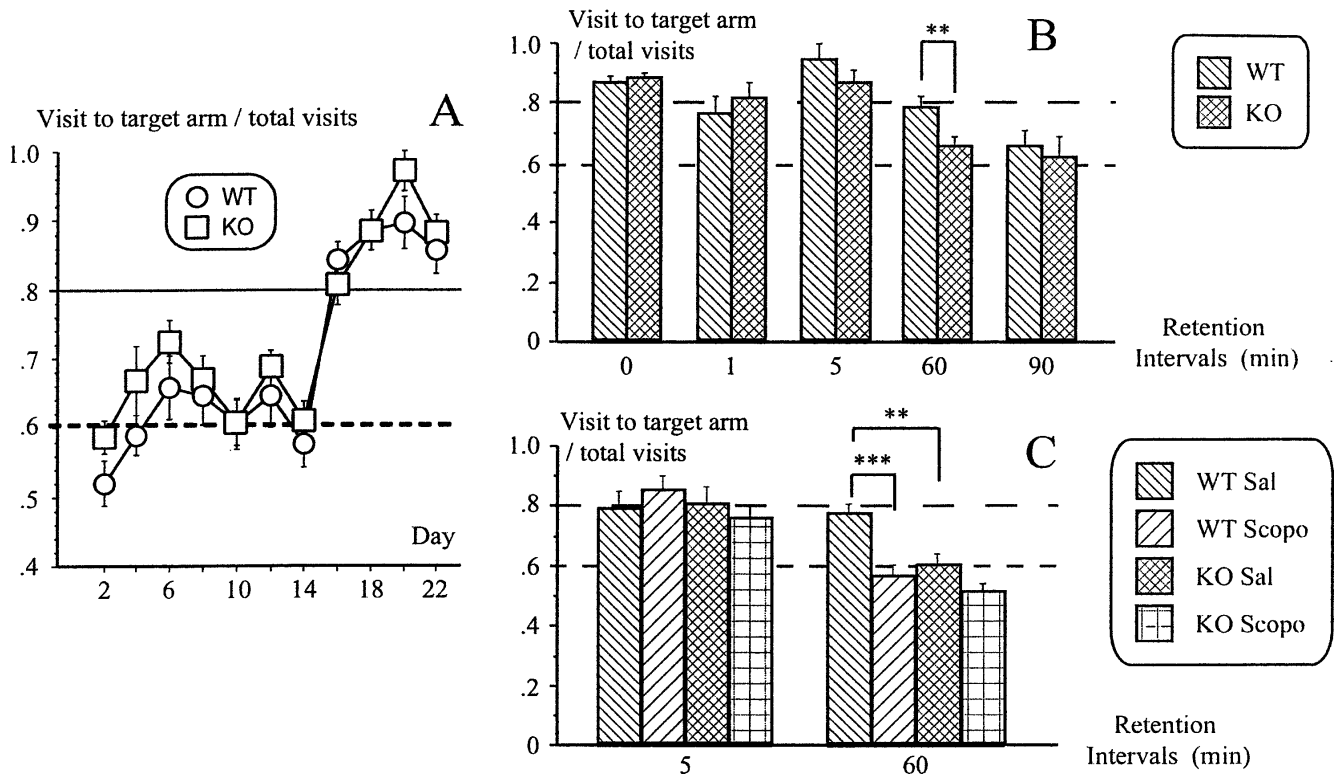 A
Visit to target arm / total visits
1.0
.9
.8
.7
.6
.5
.4
WT
KO
Day
2 6 10 14 18 22
B
Visit to target arm
/ total visits
1.0
.8
.6
.4
.2
0
**
0 1 5 60 90
Retention
Intervals (min)
WT
KO
C
Visit to target arm
/ total visits
1.0
.8
.6
.4
.2
0
**
***
5 60
Retention
Intervals (min)
WT Sal
WT Scopo
KO Sal
KO Scopo